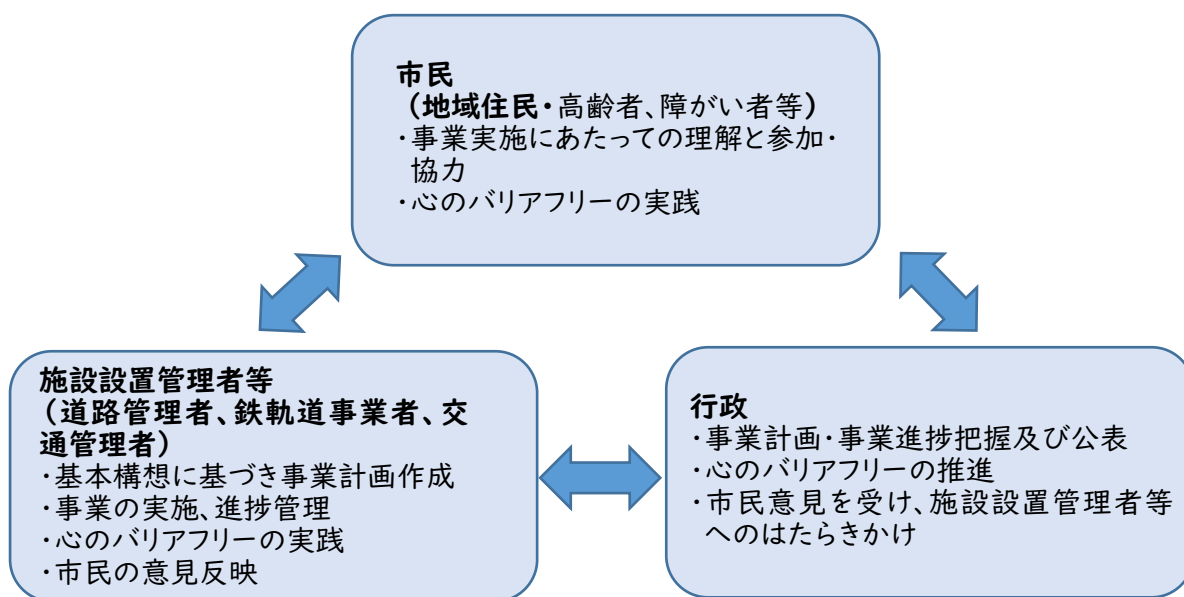 市民
(地域住民・高齢者、障がい者等)
・事業実施にあたっての理解と参加・
協力
・心のバリアフリーの実践
施設設置管理者等
(道路管理者、鉄軌道事業者、交
通管理者)
・基本構想に基づき事業計画作成
・事業の実施、進捗管理
・心のバリアフリーの実践
・市民の意見反映
行政
・事業計画・事業進捗把握及び公表
・心のバリアフリーの推進
・市民意見を受け、施設設置管理者等
へのはたらきかけ